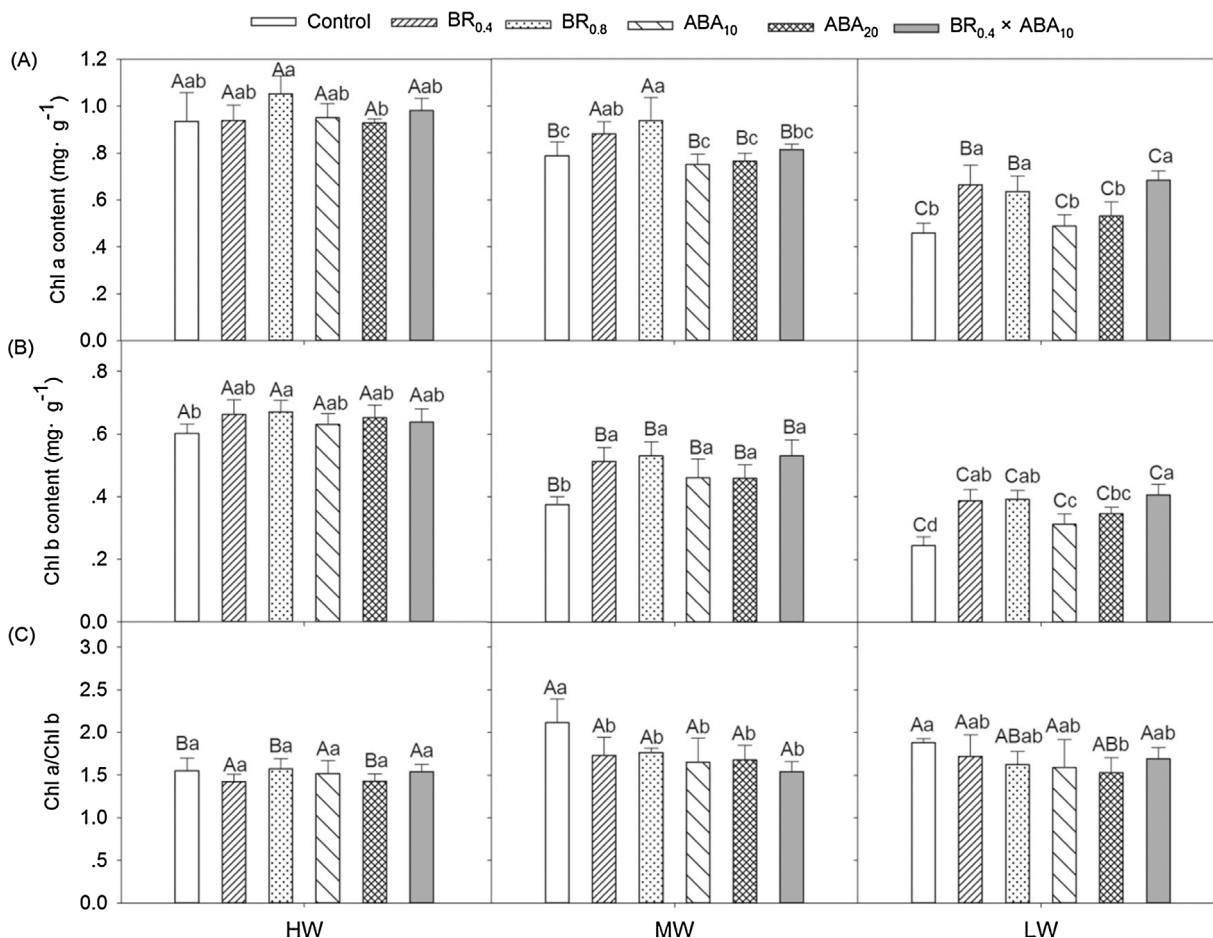 Control BR0.4 BR0.8 ABA10 ABA20 BR0.4 × ABA10
(A)
Chl a content (mg· g-1)
1.2
1.0
.8
.6
.4
.2
0.0
Aab Aab Aa Aab Ab Aab
Bc Aab Aa Bc Bc Bbc
Cb Ba Ba Cb Cb Ca
(B)
Chl b content (mg· g-1)
.8
.6
.4
.2
0.0
Ab Aab Aa Aab Aab Aab
Bb Ba Ba Ba Ba Ba
Cd Cab Cab Cc Cbc Ca
(C)
Chl a/Chl b
3.0
2.5
2.0
1.5
1.0
.5
0.0
Ba Aa Ba Aa Ba Aa
Aa Ab Ab Ab Ab Ab
Aa Aab ABab Aab ABb Aab
HW MW LW